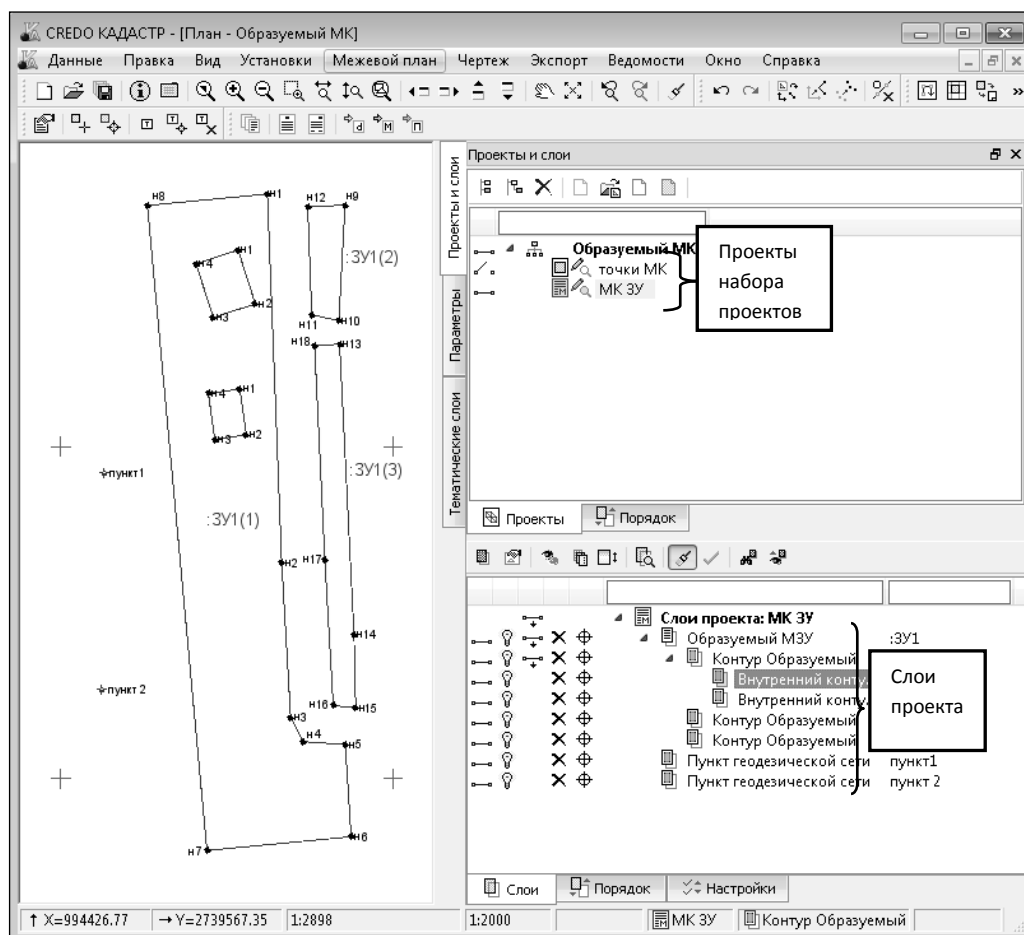 CREDO КАДАСТР - [План - Образуемый МК]
Данные Правка Вид Установки Межевой план Чертеж Экспорт Ведомости Окно Справка
Проекты и слои
Проекты и слои
Параметры
Тематические слои
Образуемый МК
точки МК
МК ЗУ
Проекты
набора
проектов
Проекты Порядок
н8
н1
н12
н9
:ЗУ1(2)
н4
н1
н2
н3
н11
н10
н18
н13
н4
н1
н3
н2
пункт1
:ЗУ1(3)
:ЗУ1(1)
н2
н17
н14
пункт 2
н16
н15
н3
н4
н5
н6
н7
Слои проекта: МК ЗУ
Образуемый МЗУ :ЗУ1
Контур Образуемый
Внутренний конту
Внутренний конту
Контур Образуемый
Контур Образуемый
Пункт геодезической сети пункт1
Пункт геодезической сети пункт 2
Слои
проекта
Слои Порядок Настройки
X=994426.77 Y=2739567.35 1:2898 1:2000 МК ЗУ Контур Образуемый